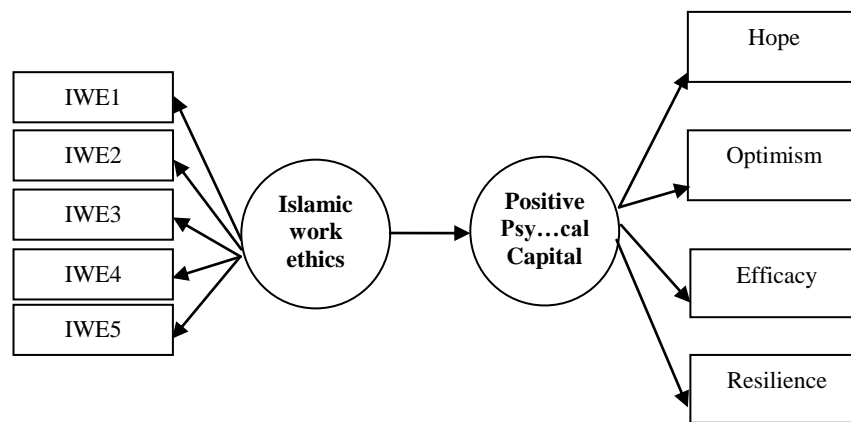 IWE1
IWE2
IWE3
IWE4
IWE5
Islamic
work
ethics
Positive
Psy…cal
Capital
Hope
Optimism
Efficacy
Resilience